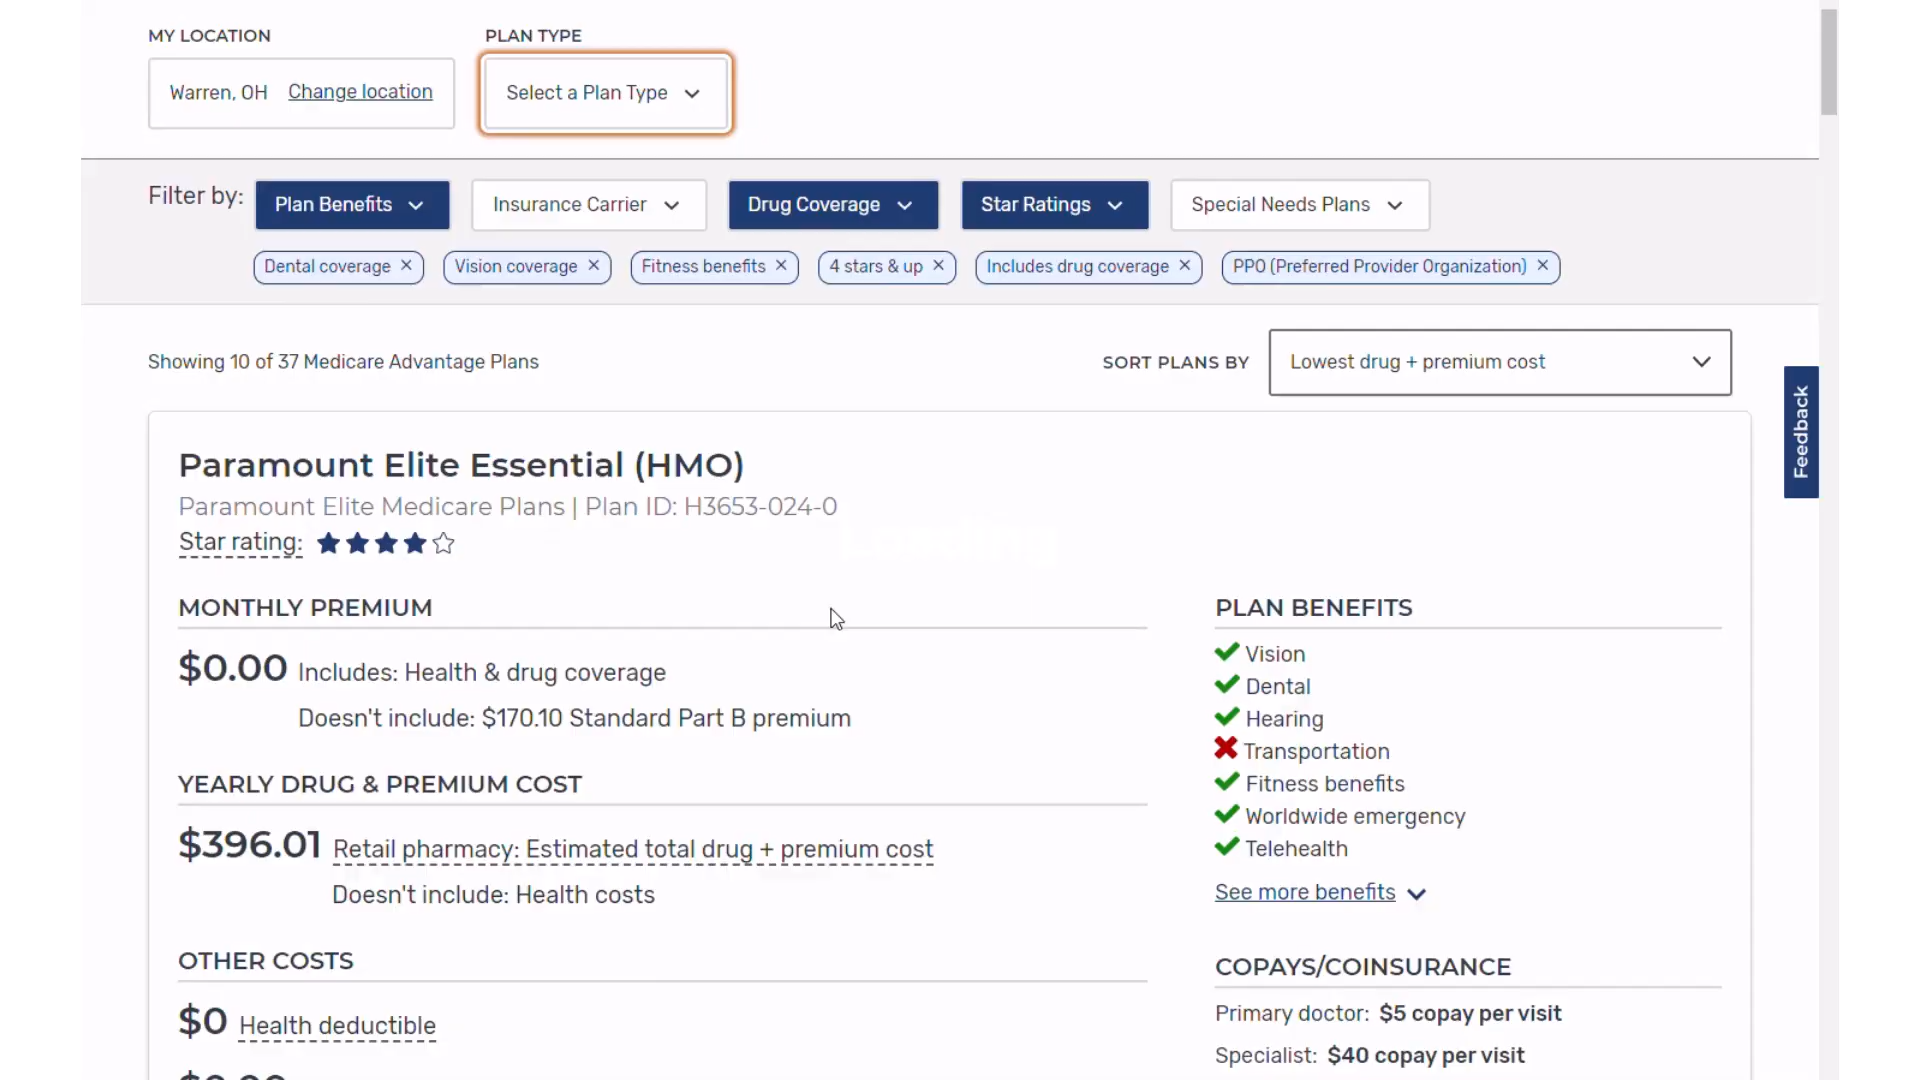 MY LOCATION
PLAN TYPE
Warren, OH Change location
Select a Plan Type
Filter by:
Plan Benefits
Insurance Carrier
Drug Coverage
Star Ratings
Special Needs Plans
Dental coverage ×
Vision coverage ×
Fitness benefits ×
4 stars & up ×
Includes drug coverage ×
PPO (Preferred Provider Organization) ×
Showing 10 of 37 Medicare Advantage Plans
SORT PLANS BY
Lowest drug + premium cost
Feedback
Paramount Elite Essential (HMO)
Paramount Elite Medicare Plans | Plan ID: H3653-024-0
Star rating:
MONTHLY PREMIUM
$0.00 Includes: Health & drug coverage
Doesn't include: $170.10 Standard Part B premium
YEARLY DRUG & PREMIUM COST
$396.01 Retail pharmacy: Estimated total drug + premium cost
Doesn't include: Health costs
OTHER COSTS
$0 Health deductible
PLAN BENEFITS
Vision
Dental
Hearing
Transportation
Fitness benefits
Worldwide emergency
Telehealth
See more benefits
COPAYS/COINSURANCE
Primary doctor: $5 copay per visit
Specialist: $40 copay per visit